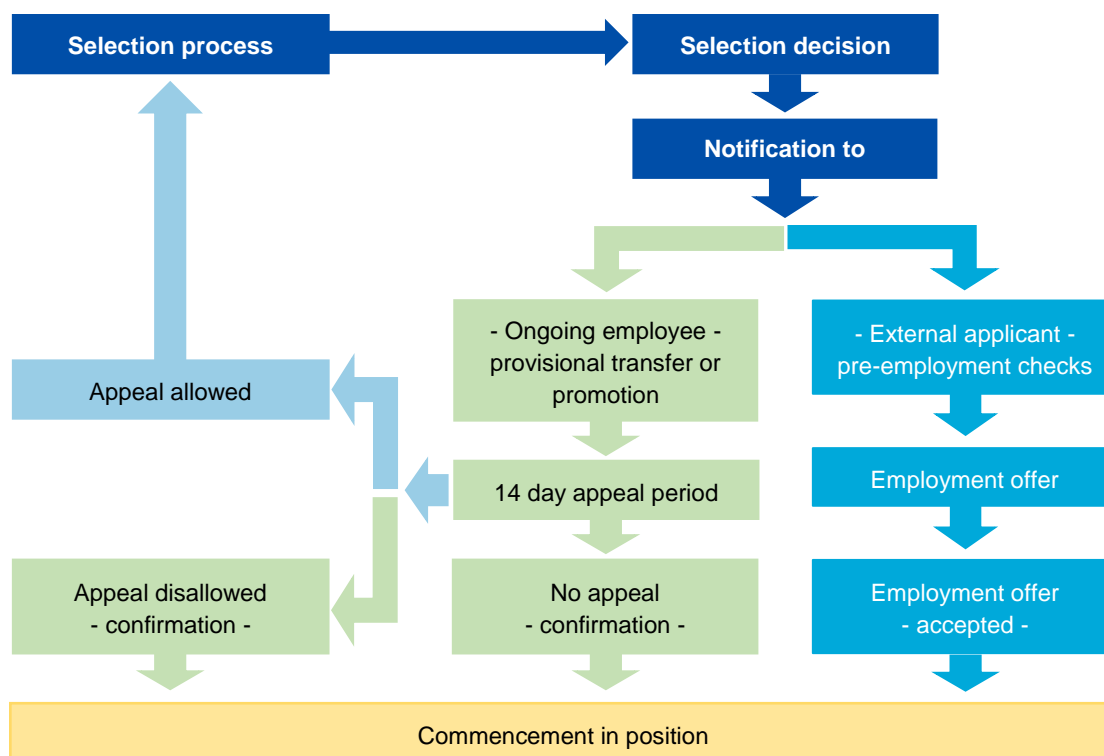 Selection process
Selection decision
Notification to
- Ongoing employee -
provisional transfer or
promotion
- External applicant -
pre-employment checks
Appeal allowed
14 day appeal period
Employment offer
Appeal disallowed
- confirmation -
No appeal
- confirmation -
Employment offer
- accepted -
Commencement in position